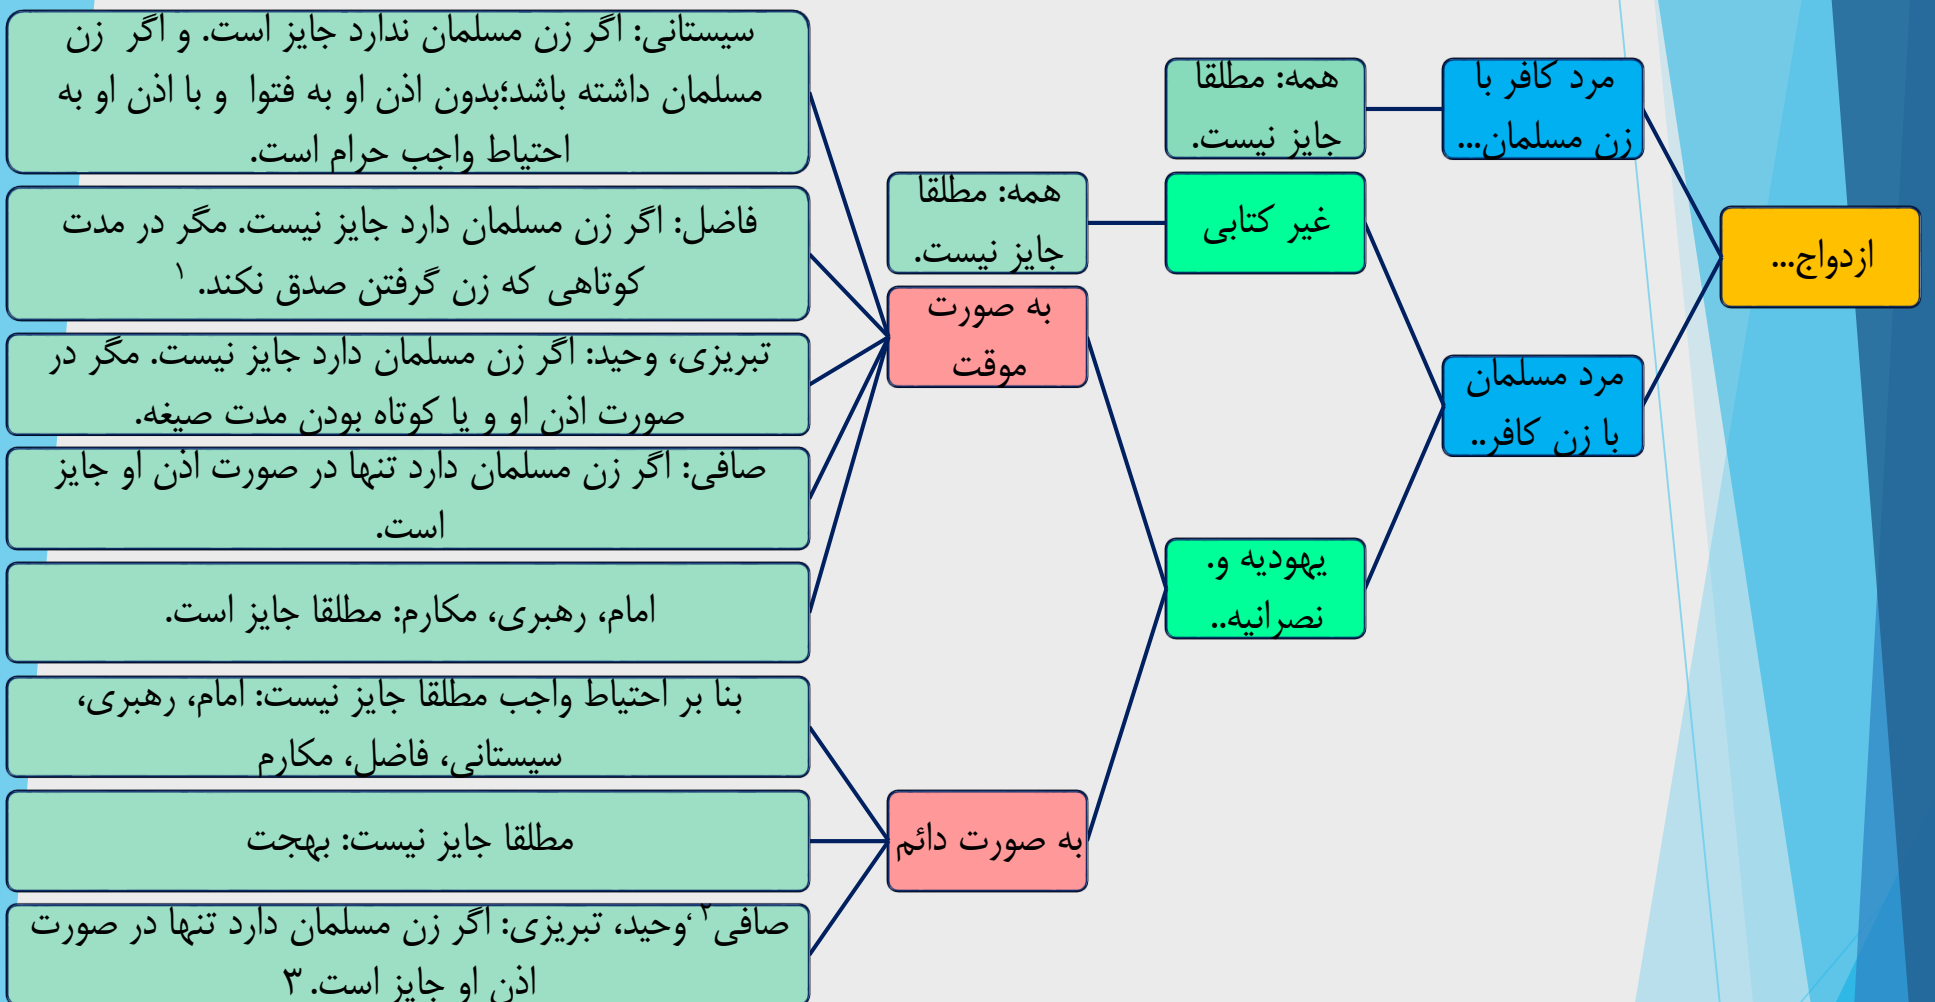 ازدواج...
مرد کافر با
زن مسلمان...
همه: مطلقا
جایز نیست.
مرد مسلمان
با زن کافر..
غیر کتابی
همه: مطلقا
جایز نیست.
یهودیه و.
نصرانیه..
به صورت
موقت
سیستانی: اگر زن مسلمان ندارد جایز است. و اگر زن
مسلمان داشته باشد؛بدون اذن او به فتوا و با اذن او به
احتیاط واجب حرام است.
فاضل: اگر زن مسلمان دارد جایز نیست. مگر در مدت
کوتاهی که زن گرفتن صدق نکند. ۱
تبریزی، وحید: اگر زن مسلمان دارد جایز نیست. مگر در
صورت اذن او و یا کوتاه بودن مدت صیغه.
صافی: اگر زن مسلمان دارد تنها در صورت اذن او جایز
است.
امام، رهبری، مکارم: مطلقا جایز است.
به صورت دائم
بنا بر احتیاط واجب مطلقا جایز نیست: امام، رهبری،
سیستانی، فاضل، مکارم
مطلقا جایز نیست: بهجت
صافی۲،وحید، تبریزی: اگر زن مسلمان دارد تنها در صورت
اذن او جایز است. ۳